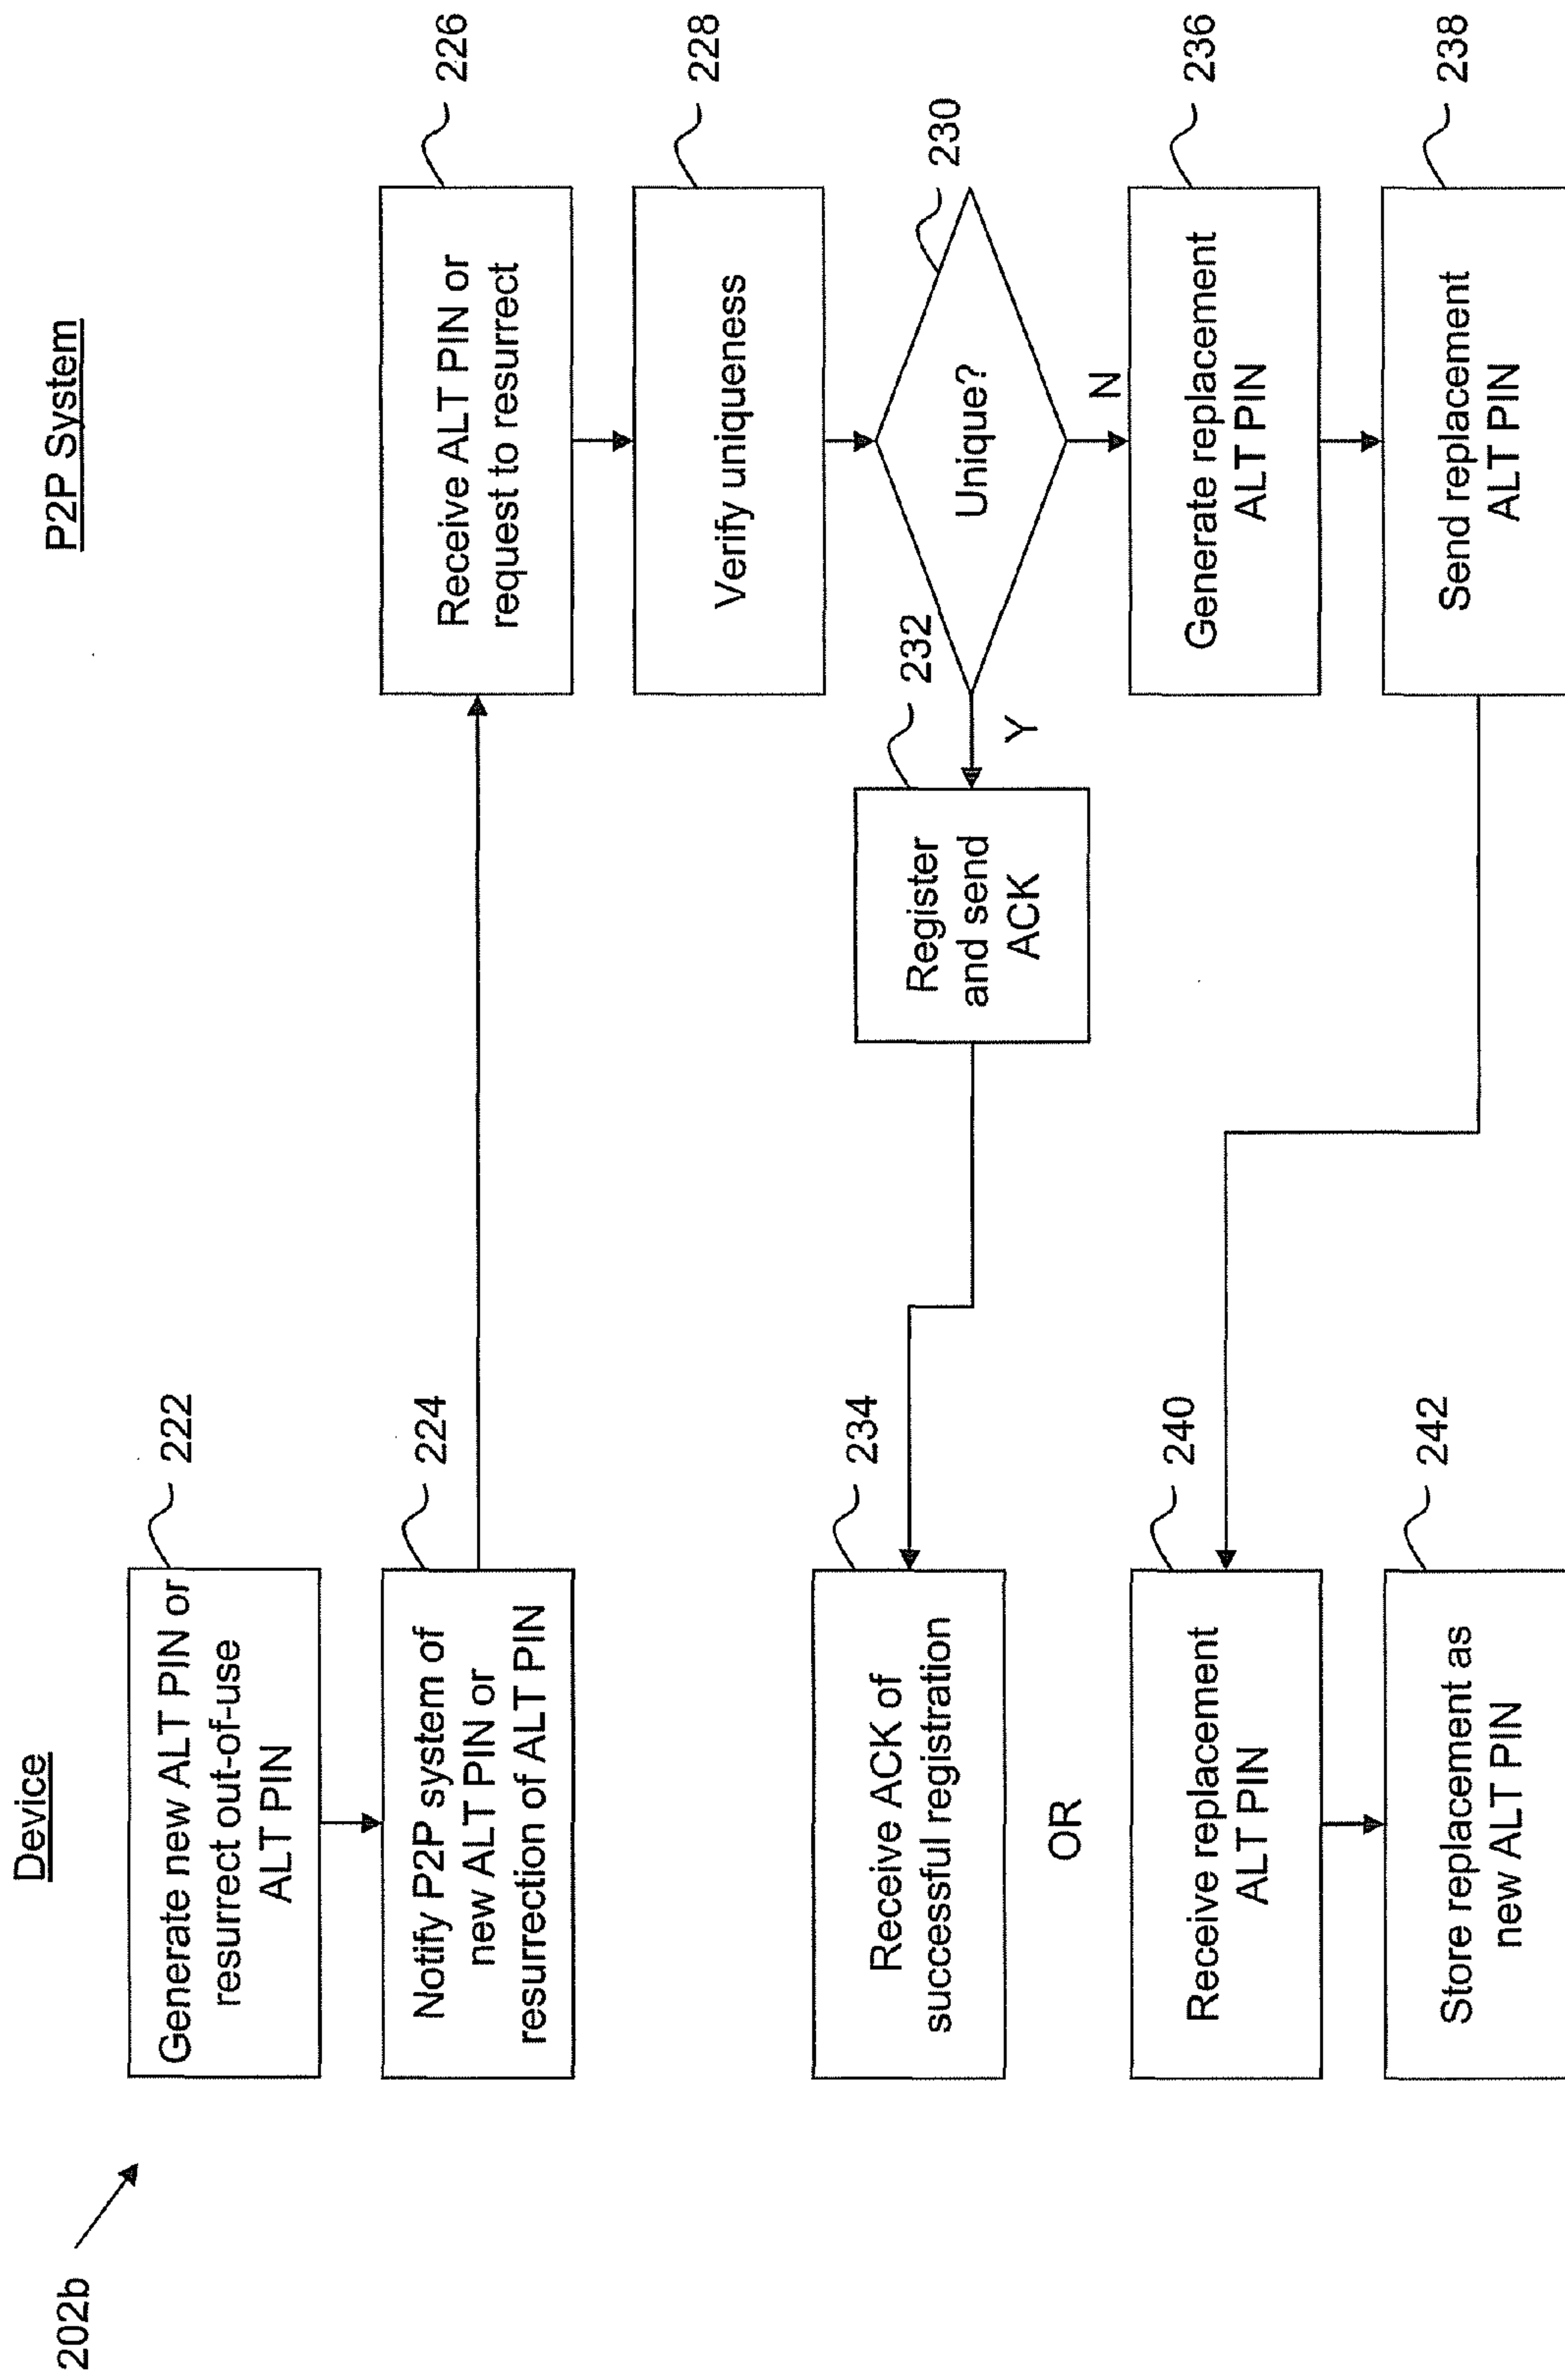 202b
Device
P2P System
Generate new ALT PIN or
resurrect out-of-use
ALT PIN
222
Notify P2P system of
new ALT PIN or
resurrection of ALT PIN
224
Receive ALT PIN or
request to resurrect
226
Verify uniqueness
228
Unique?
230
Y
N
Register
and send
ACK
232
Receive ACK of
successful registration
234
OR
Generate replacement
ALT PIN
236
Send replacement
ALT PIN
238
Receive replacement
ALT PIN
240
Store replacement as
new ALT PIN
242